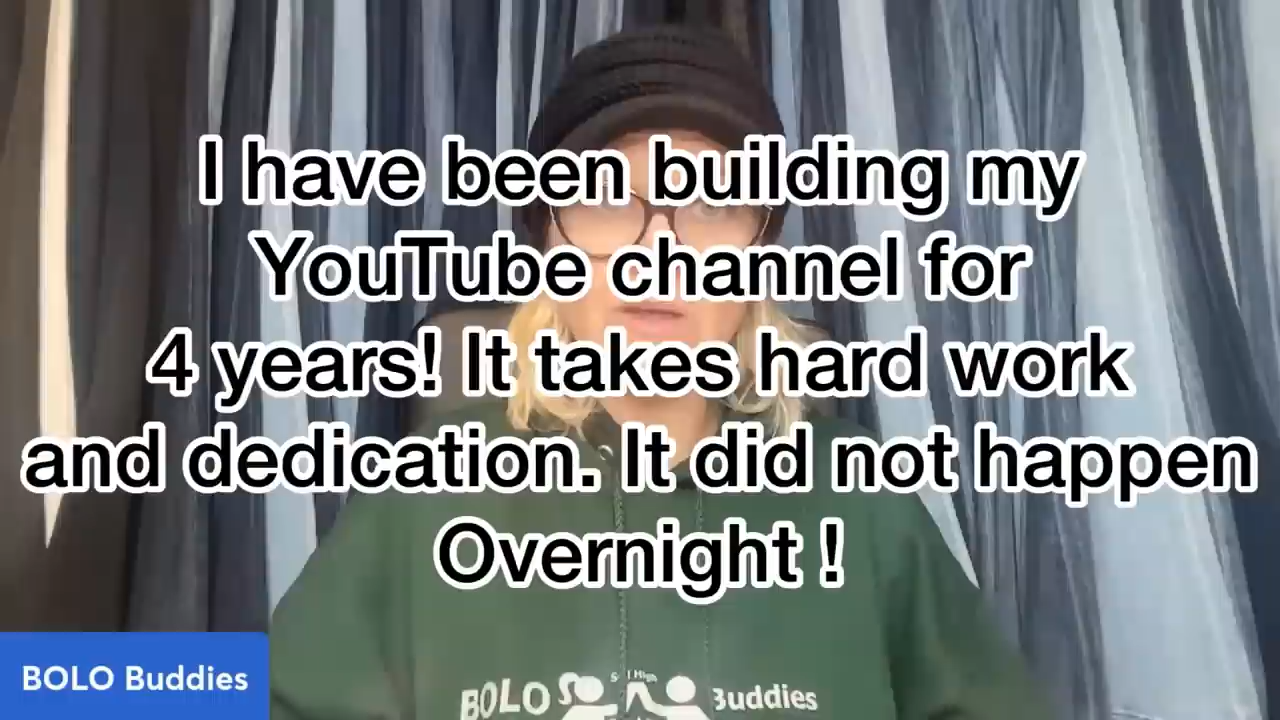 I have been building my
YouTube channel for
4 years! It takes hard work
and dedication. It did not happen
Overnight !
BOLO Buddies
BOLO Buddies